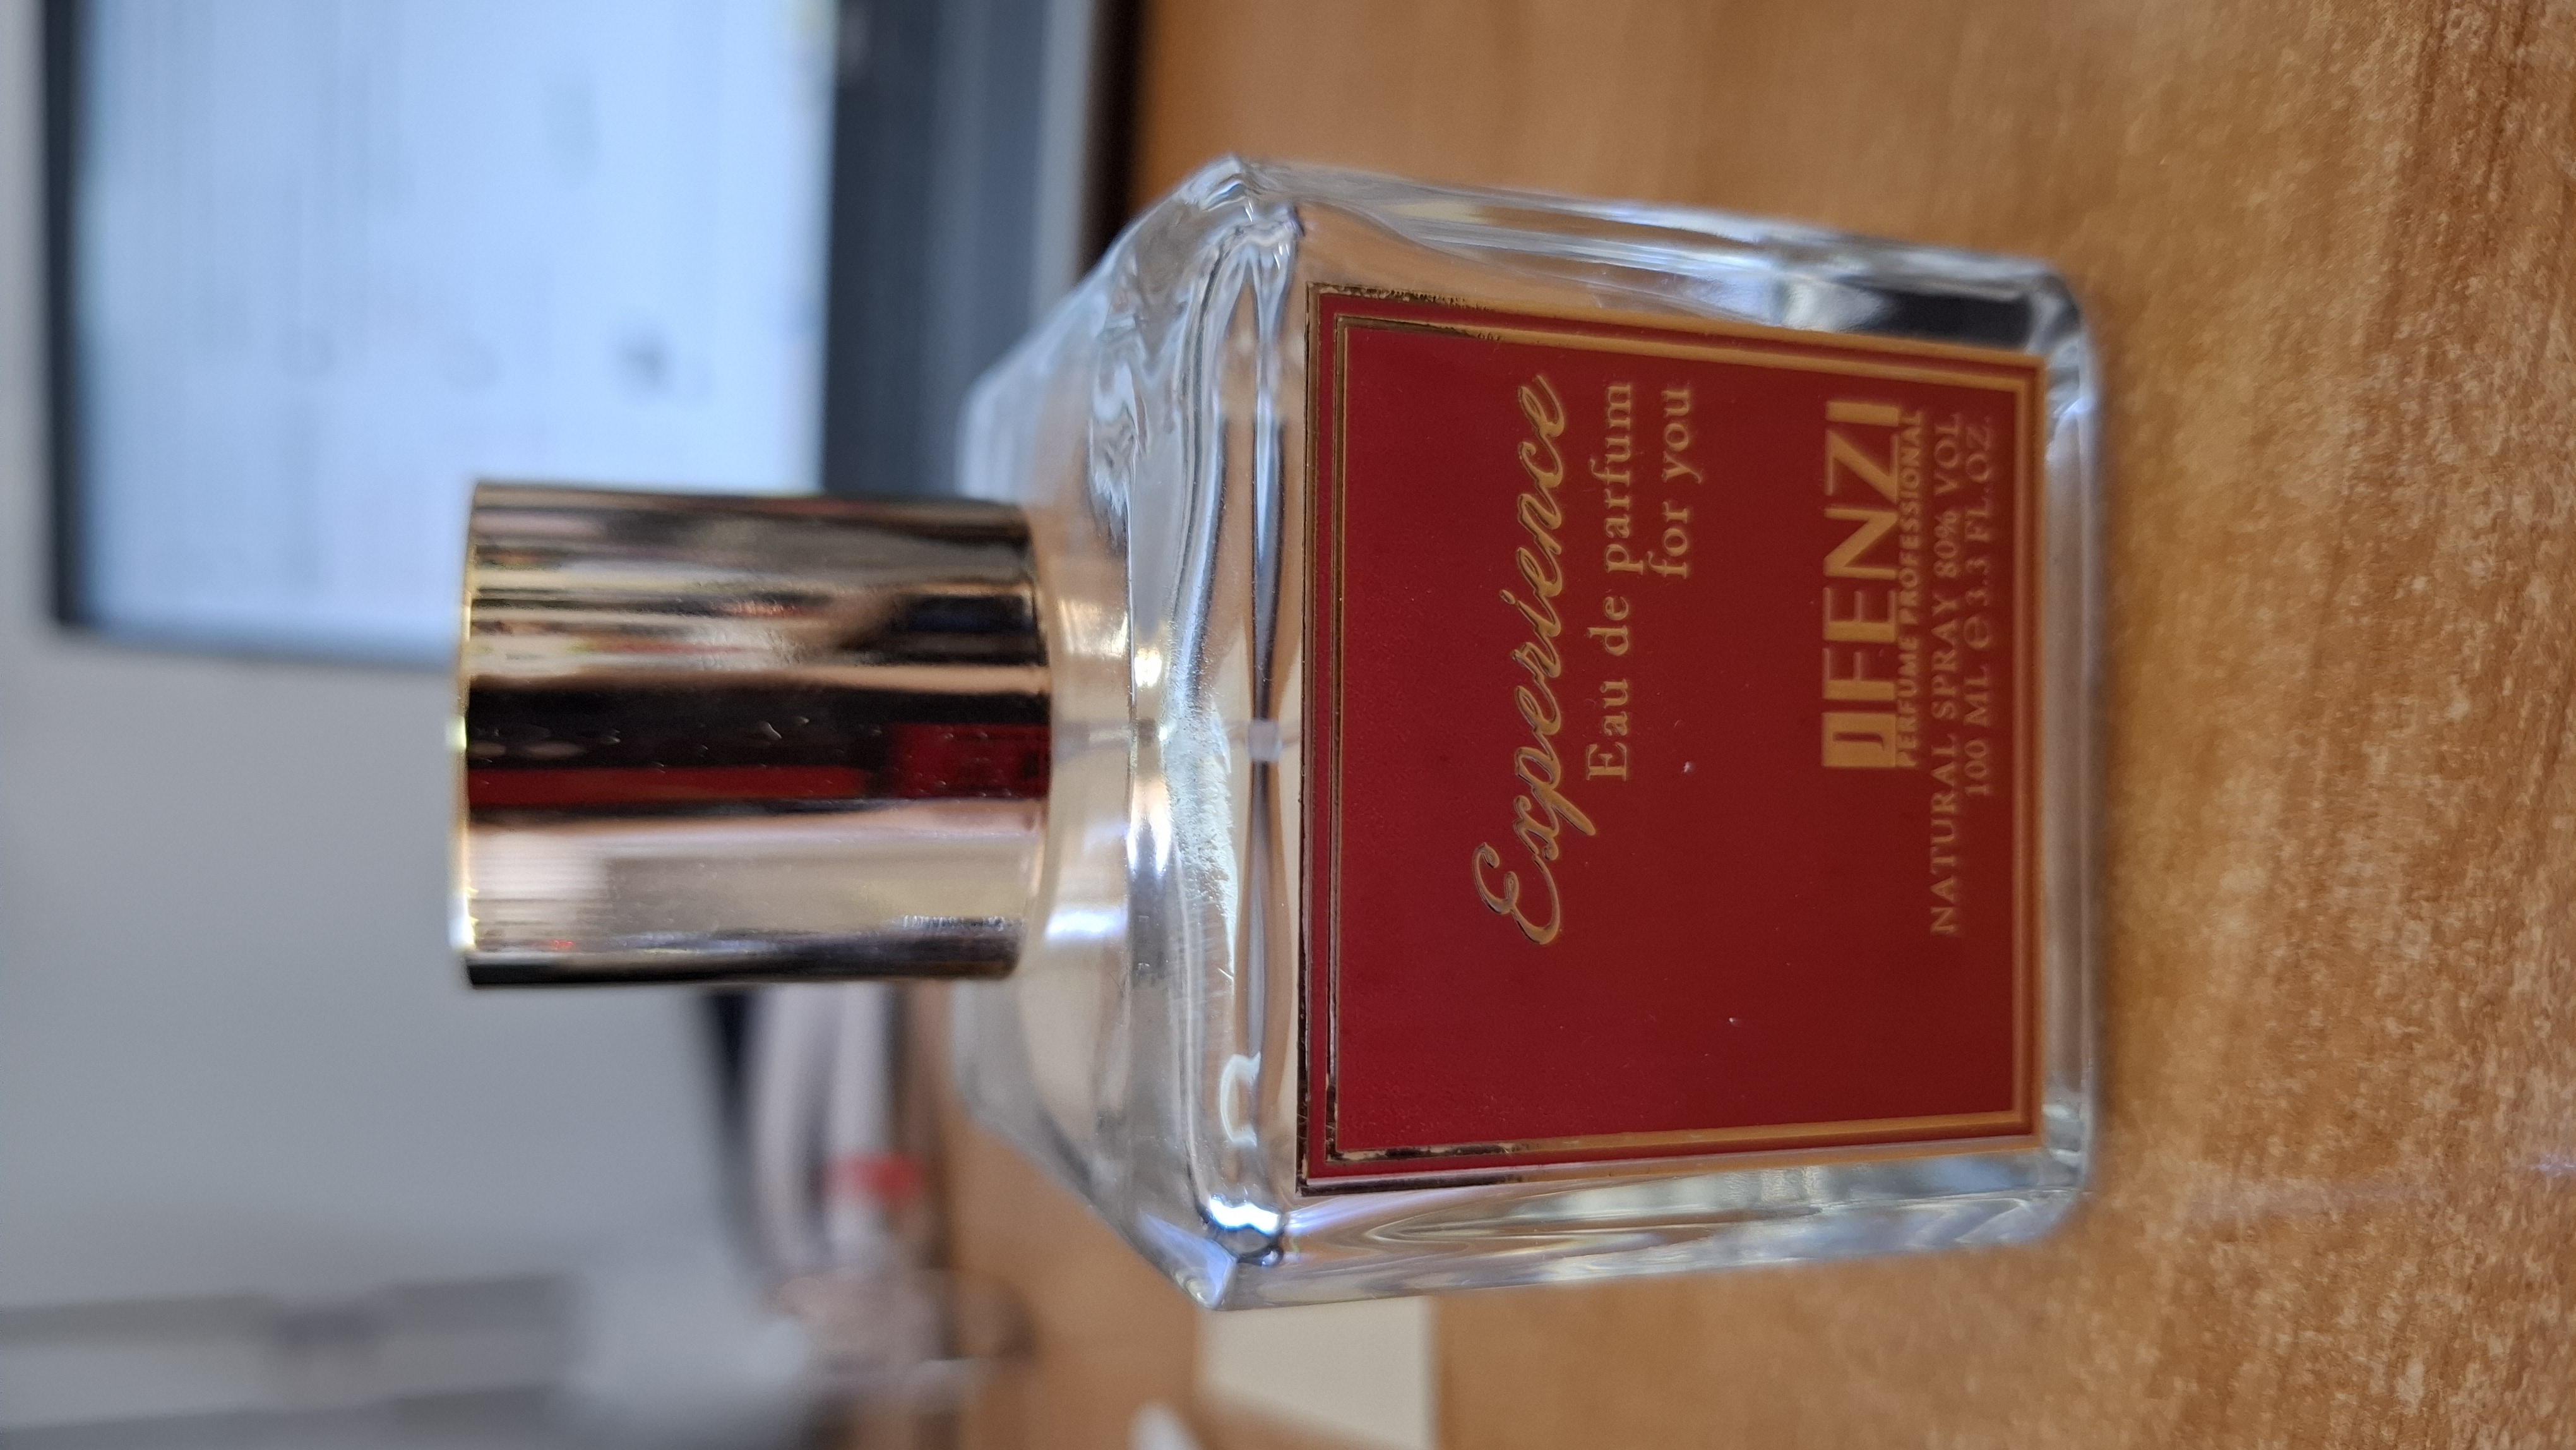 Experience
Eau de parfum
for you
JFENZI
PERFUME PROFESSIONAL
NATURAL SPRAY 80% VOL
100 ML ℮ 3.3 FL.OZ.